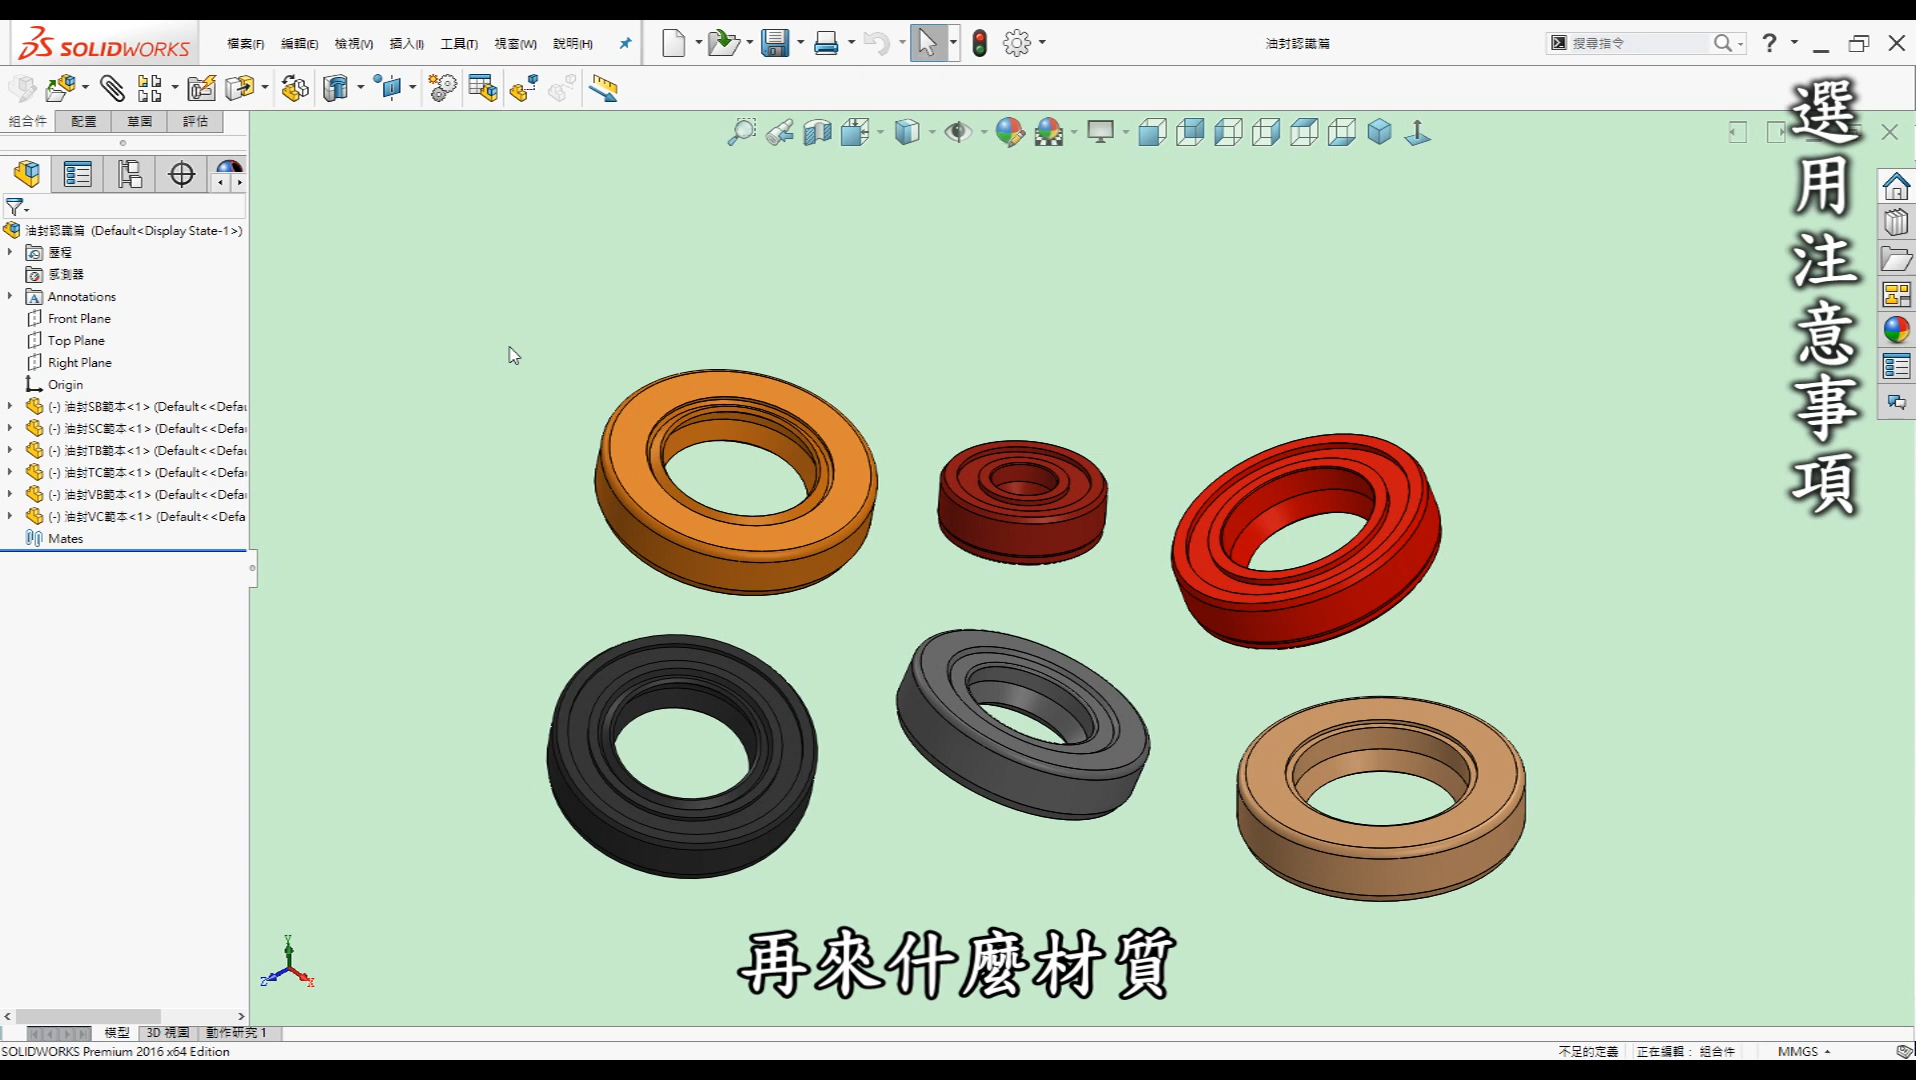 SOLIDWORKS
檔案(F) 編輯(E) 檢視(V) 插入(I) 工具(T) 視窗(W) 說明(H)
油封認識篇
搜尋指令
組合件 配置 草圖 評估
油封認識篇 (Default<Display State-1>)
歷程
感測器
Annotations
Front Plane
Top Plane
Right Plane
Origin
(-) 油封SB範本<1> (Default<<Defau
(-) 油封SC範本<1> (Default<<Defau
(-) 油封TB範本<1> (Default<<Defau
(-) 油封TC範本<1> (Default<<Defau
(-) 油封VB範本<1> (Default<<Defau
(-) 油封VC範本<1> (Default<<Defa
Mates
選用注意事項
Y
Z
X
再來什麼材質
模型 3D 視圖 動作研究 1
SOLIDWORKS Premium 2016 x64 Edition
不足的定義 正在編輯： 組合件 MMGS